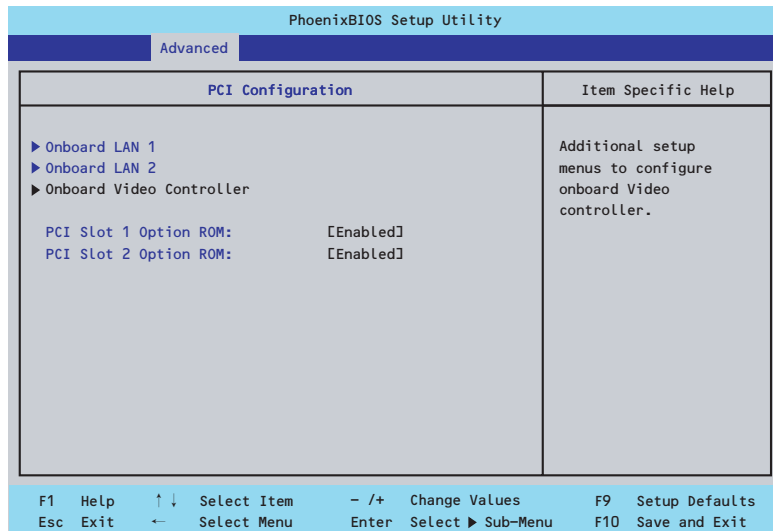 PhoenixBIOS Setup Utility
Advanced
PCI Configuration
Item Specific Help
▶ Onboard LAN 1
▶ Onboard LAN 2
▶ Onboard Video Controller
PCI Slot 1 Option ROM: [Enabled]
PCI Slot 2 Option ROM: [Enabled]
Additional setup
menus to configure
onboard Video
controller.
F1 Help ↑↓ Select Item – /+ Change Values F9 Setup Defaults
Esc Exit ← Select Menu Enter Select ▶ Sub-Menu F10 Save and Exit